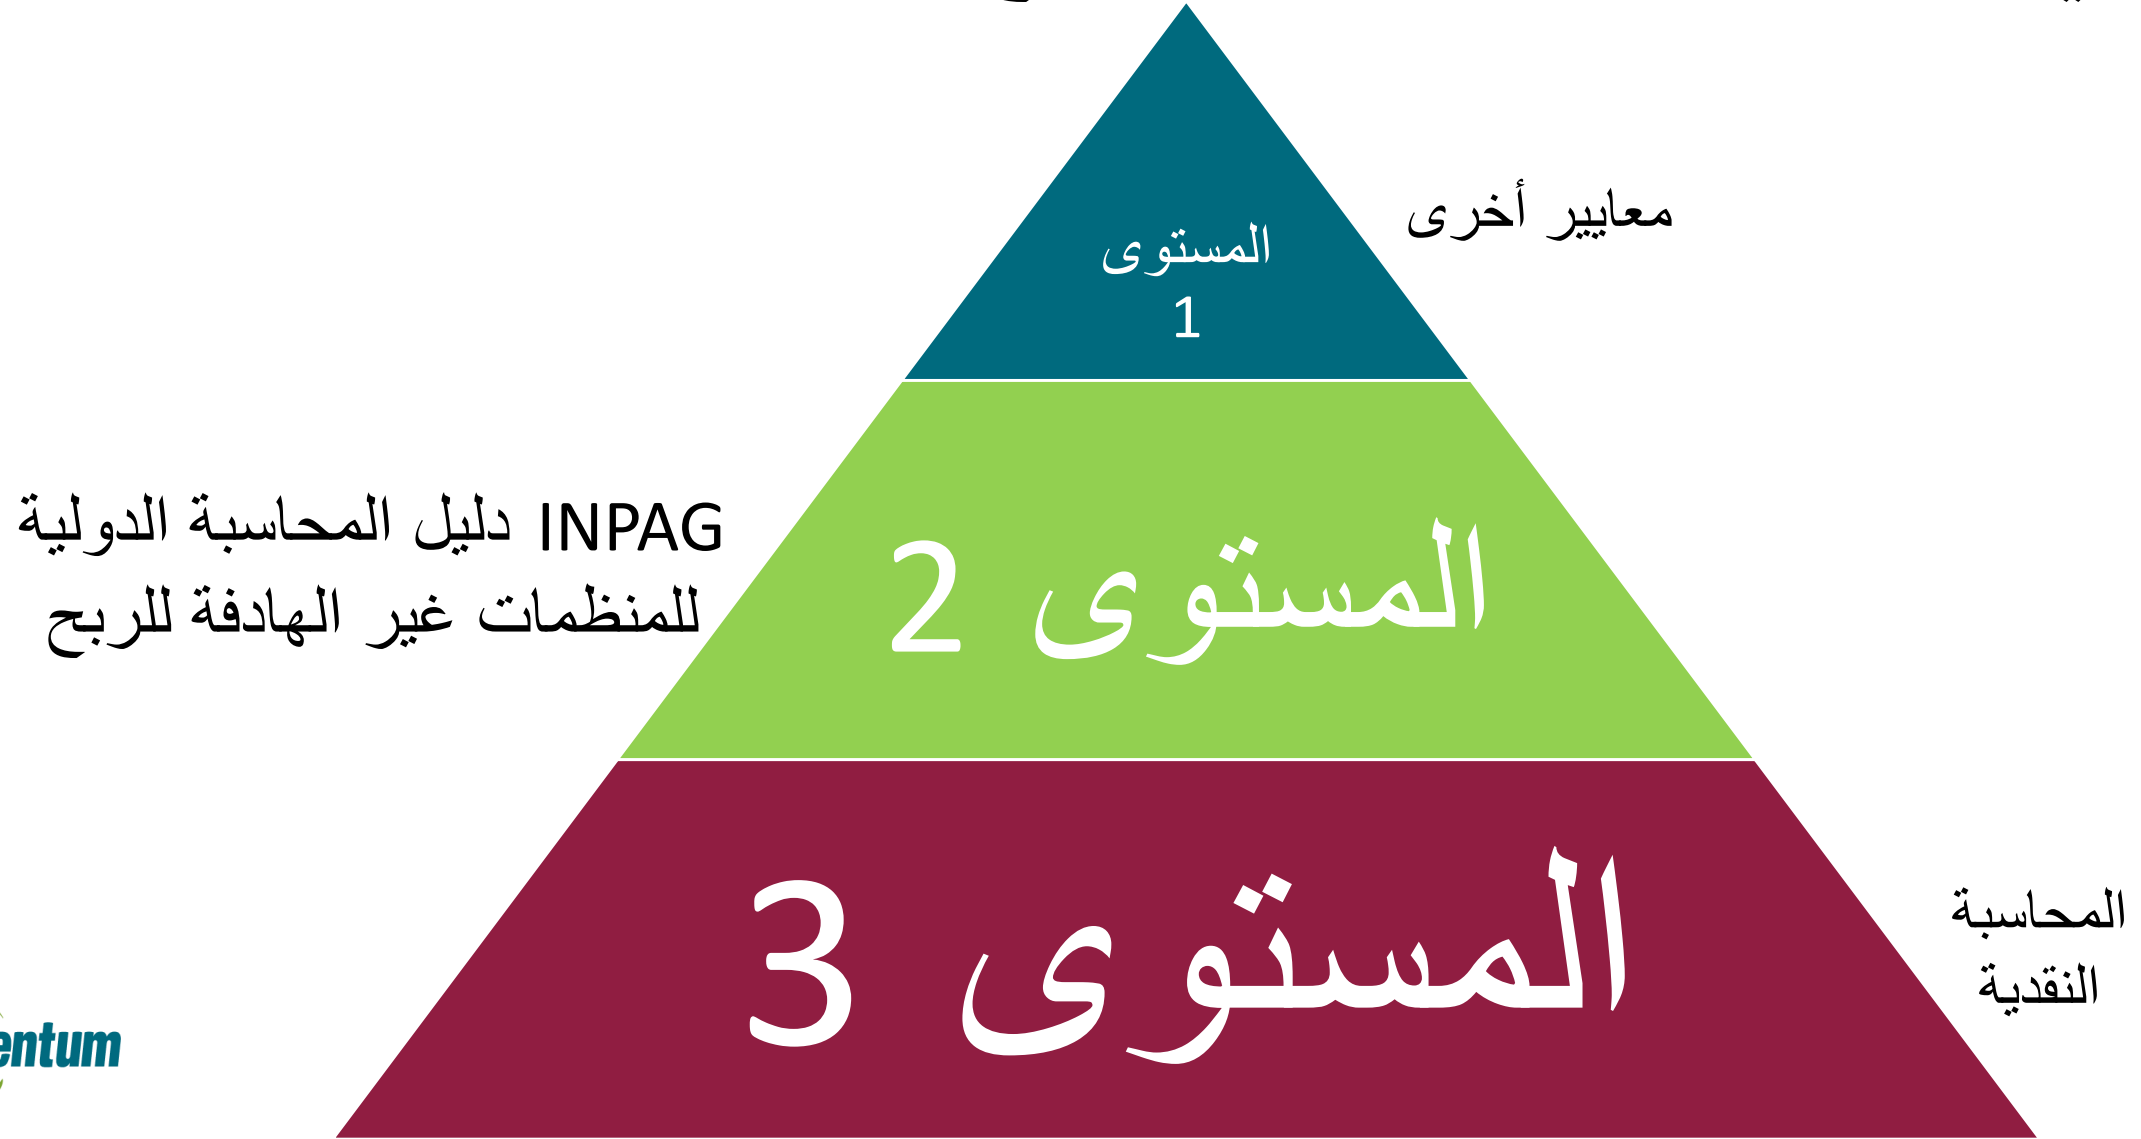 معايير أخرى
المستوى
1
INPAG دليل المحاسبة الدولية
للمنظمات غير الهادفة للربح
المستوى 2
المستوى 3
المحاسبة
النقدية
entum